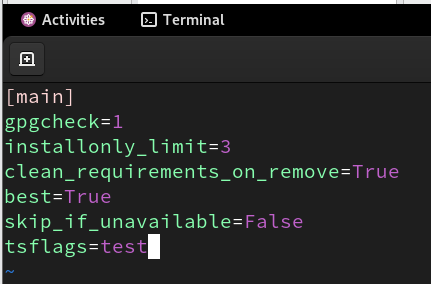 Activities
Terminal
[main]
gpgcheck=1
installonly_limit=3
clean_requirements_on_remove=True
best=True
skip_if_unavailable=False
tsflags=test
~